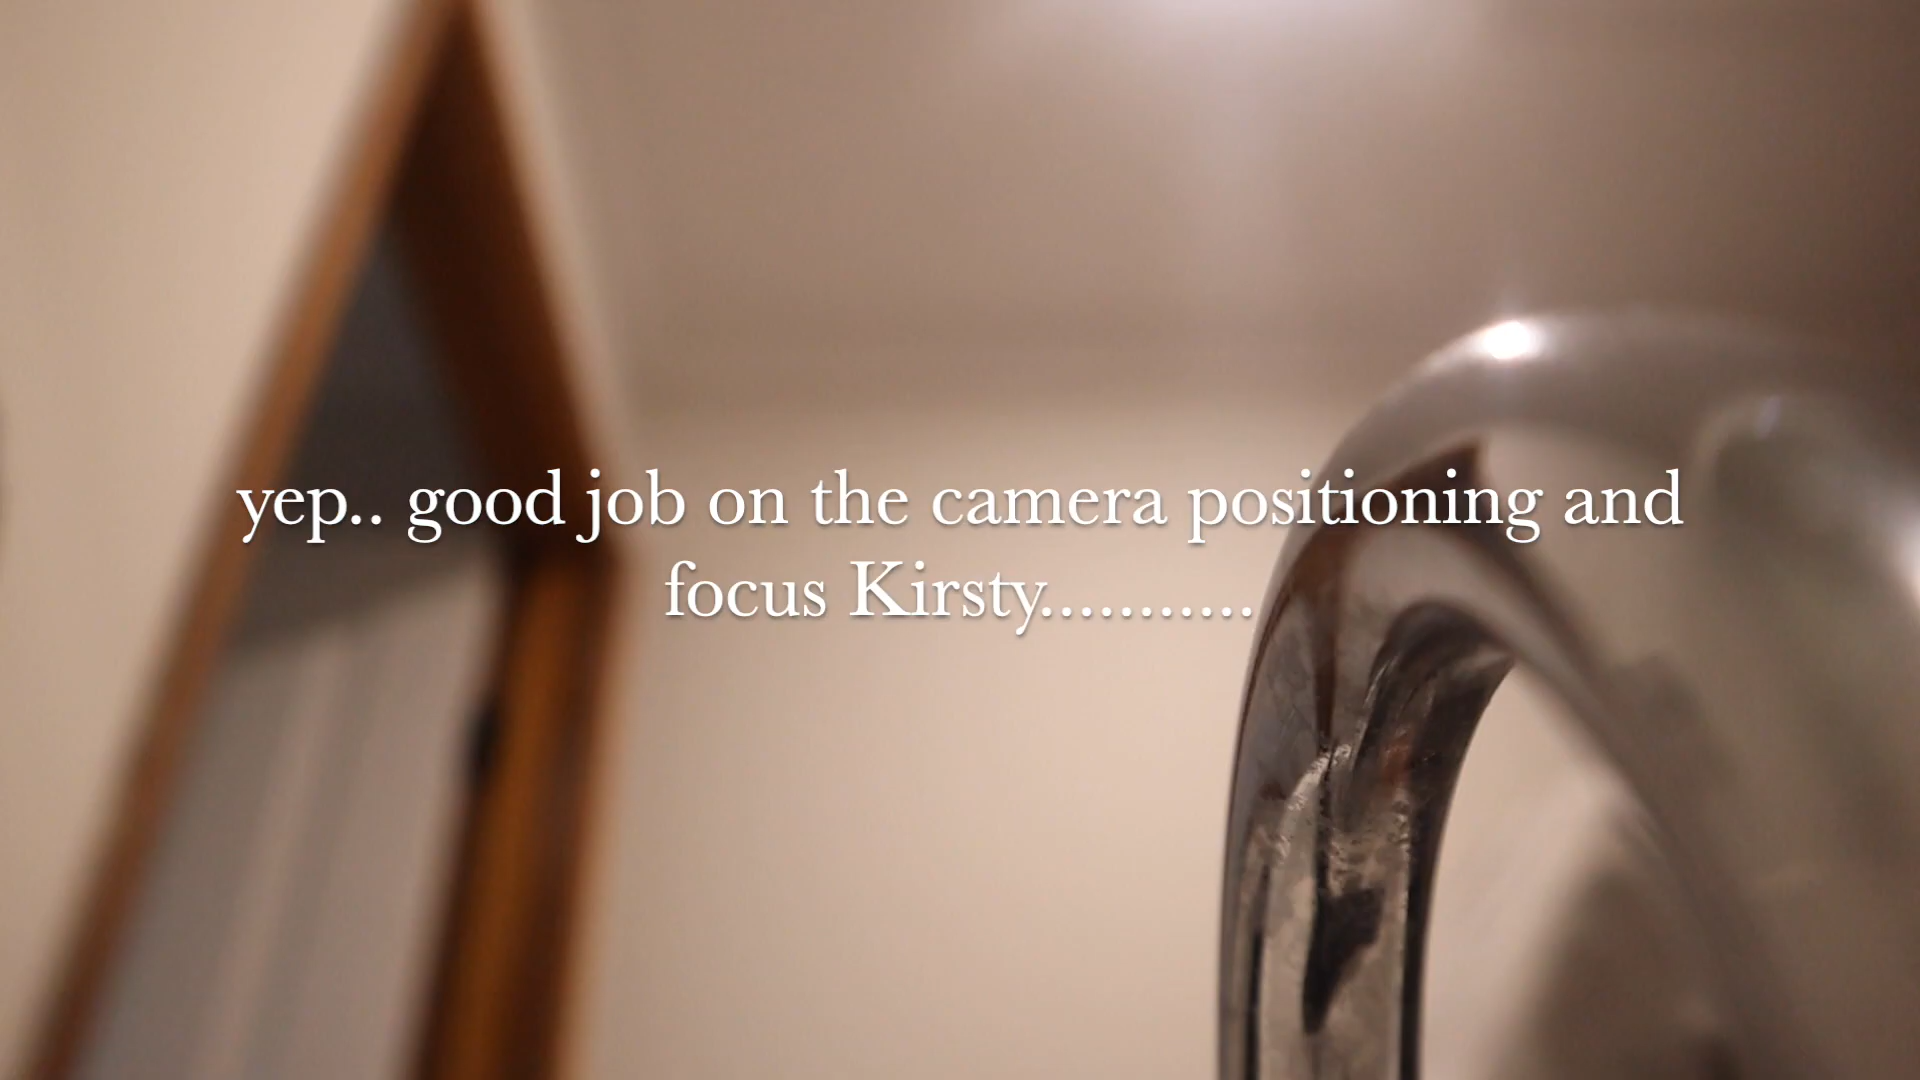 yep.. good job on the camera positioning and
focus Kirsty...........